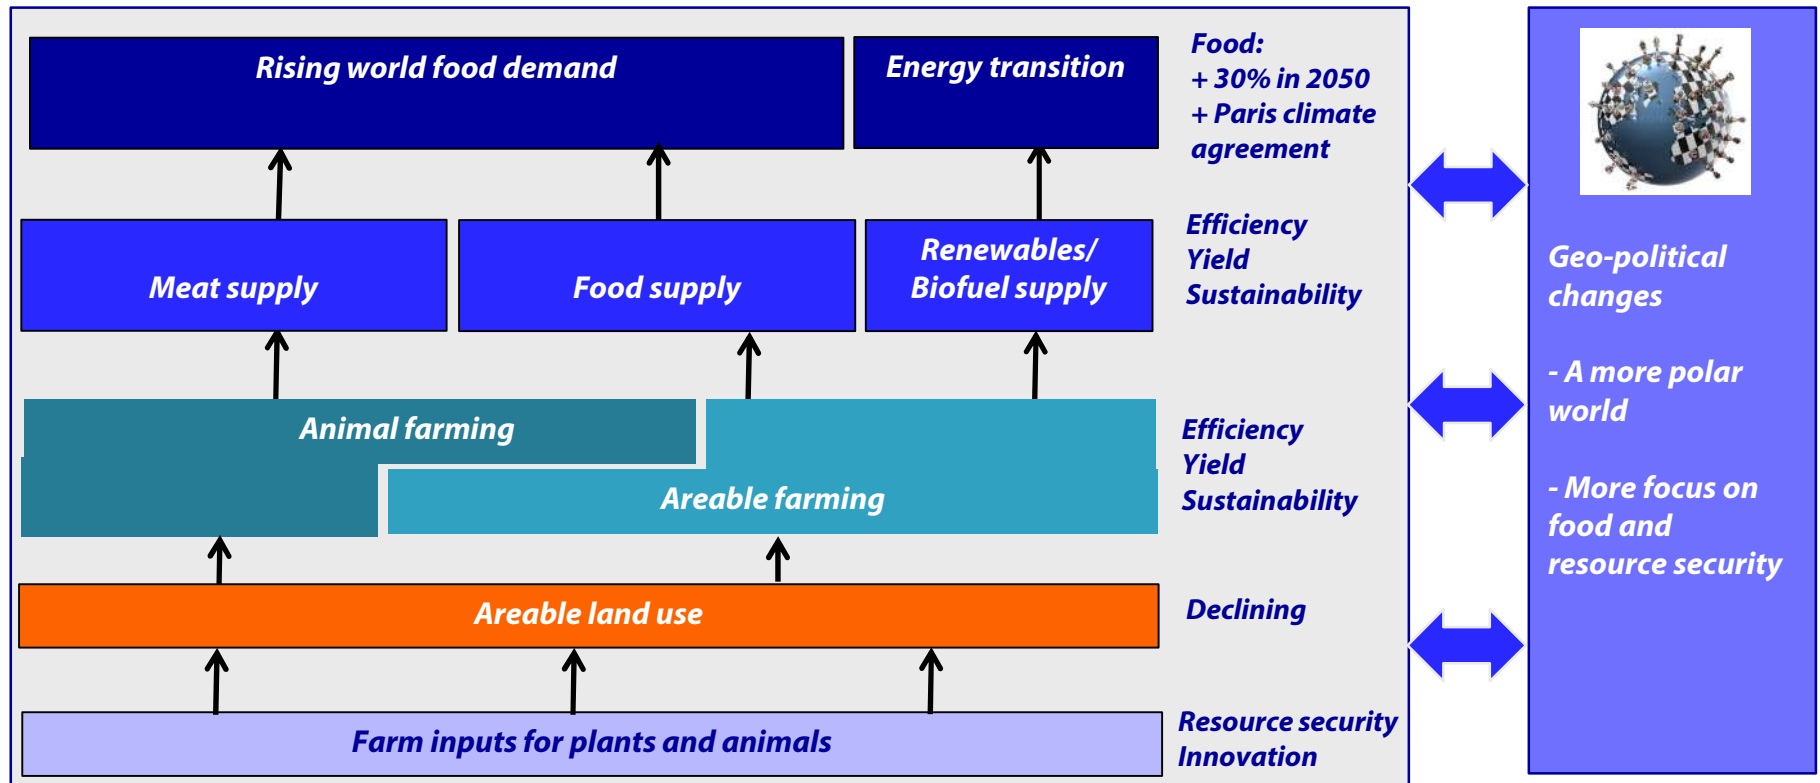 Rising world food demand
Energy transition
Food:
+ 30% in 2050
+ Paris climate
agreement
Meat supply
Food supply
Renewables/
Biofuel supply
Efficiency
Yield
Sustainability
Animal farming
Areable farming
Efficiency
Yield
Sustainability
Areable land use
Declining
Farm inputs for plants and animals
Resource security
Innovation
Geo-political
changes
- A more polar
world
- More focus on
food and
resource security